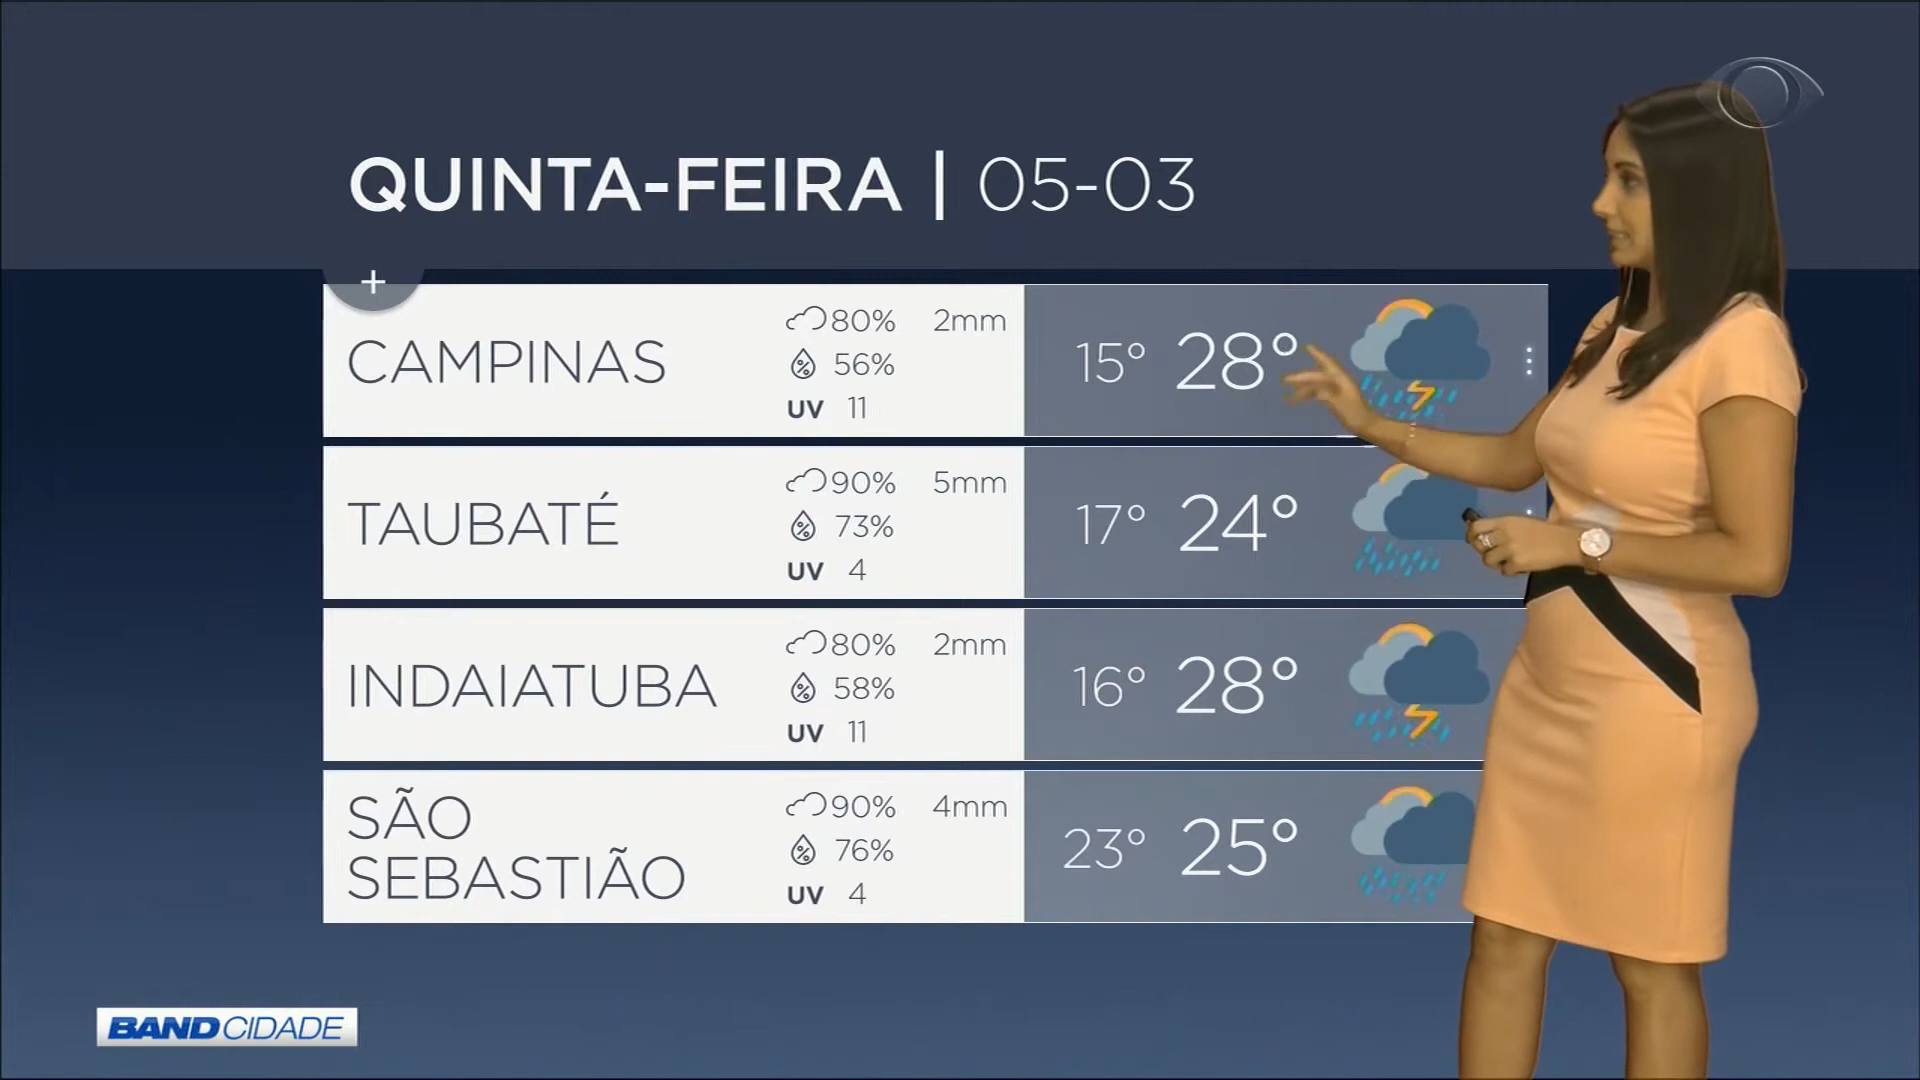 QUINTA-FEIRA | 05-03
+
CAMPINAS
80% 2mm
56%
UV 11
15° 28°
TAUBATÉ
90% 5mm
73%
UV 4
17° 24°
INDAIATUBA
80% 2mm
58%
UV 11
16° 28°
SÃO
SEBASTIÃO
90% 4mm
76%
UV 4
23° 25°
BAND CIDADE